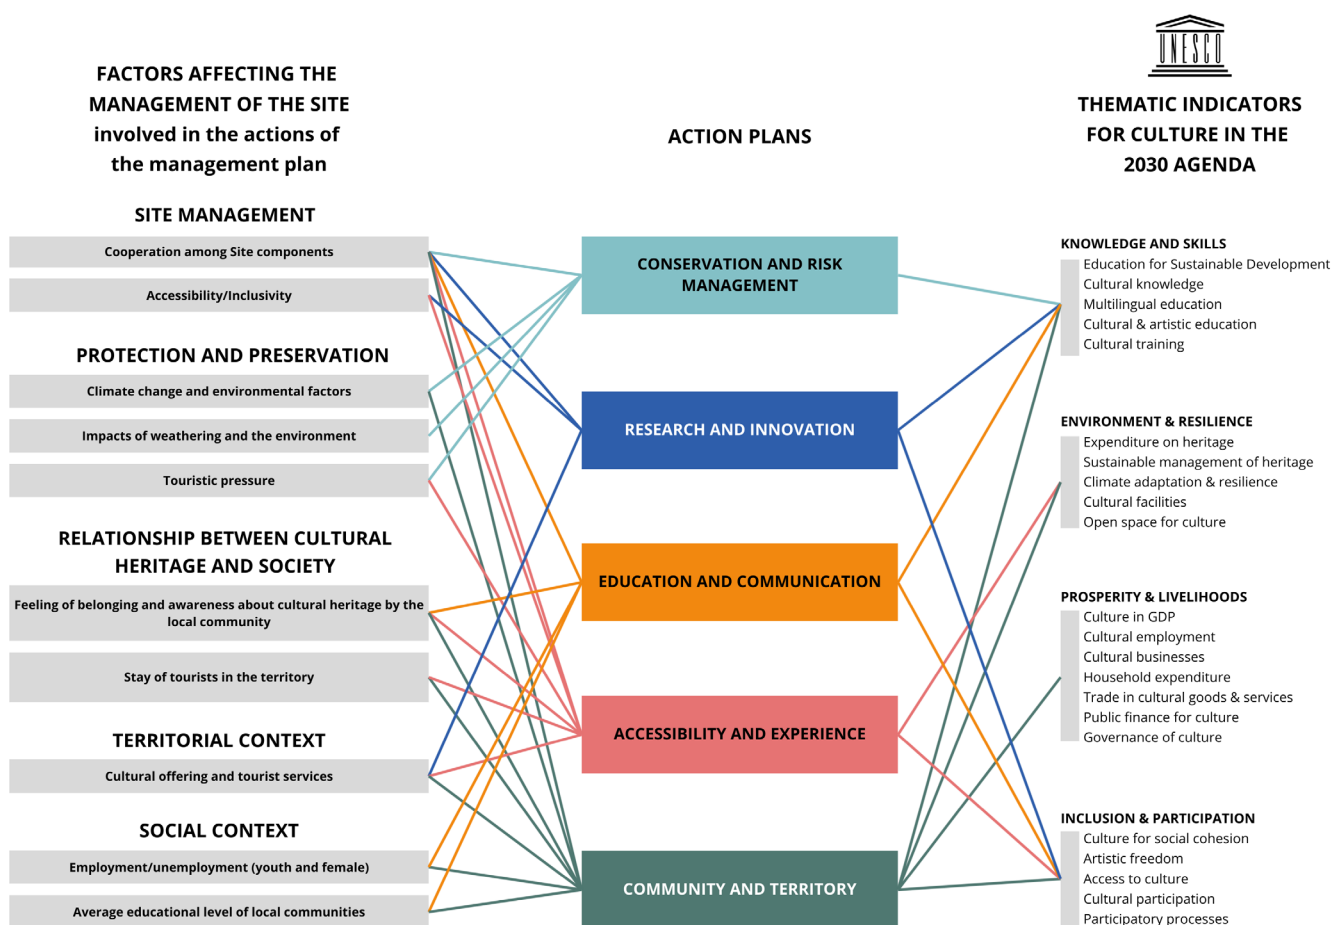 FACTORS AFFECTING THE
MANAGEMENT OF THE SITE
involved in the actions of
the management plan
SITE MANAGEMENT
Cooperation among Site components
Accessibility/Inclusivity
PROTECTION AND PRESERVATION
Climate change and environmental factors
Impacts of weathering and the environment
Touristic pressure
RELATIONSHIP BETWEEN CULTURAL
HERITAGE AND SOCIETY
Feeling of belonging and awareness about cultural heritage by the
local community
Stay of tourists in the territory
TERRITORIAL CONTEXT
Cultural offering and tourist services
SOCIAL CONTEXT
Employment/unemployment (youth and female)
Average educational level of local communities
ACTION PLANS
CONSERVATION AND RISK
MANAGEMENT
RESEARCH AND INNOVATION
EDUCATION AND COMMUNICATION
ACCESSIBILITY AND EXPERIENCE
COMMUNITY AND TERRITORY
UNESCO
THEMATIC INDICATORS
FOR CULTURE IN THE
2030 AGENDA
KNOWLEDGE AND SKILLS
Education for Sustainable Development
Cultural knowledge
Multilingual education
Cultural & artistic education
Cultural training
ENVIRONMENT & RESILIENCE
Expenditure on heritage
Sustainable management of heritage
Climate adaptation & resilience
Cultural facilities
Open space for culture
PROSPERITY & LIVELIHOODS
Culture in GDP
Cultural employment
Cultural businesses
Household expenditure
Trade in cultural goods & services
Public finance for culture
Governance of culture
INCLUSION & PARTICIPATION
Culture for social cohesion
Artistic freedom
Access to culture
Cultural participation
Participatory processes